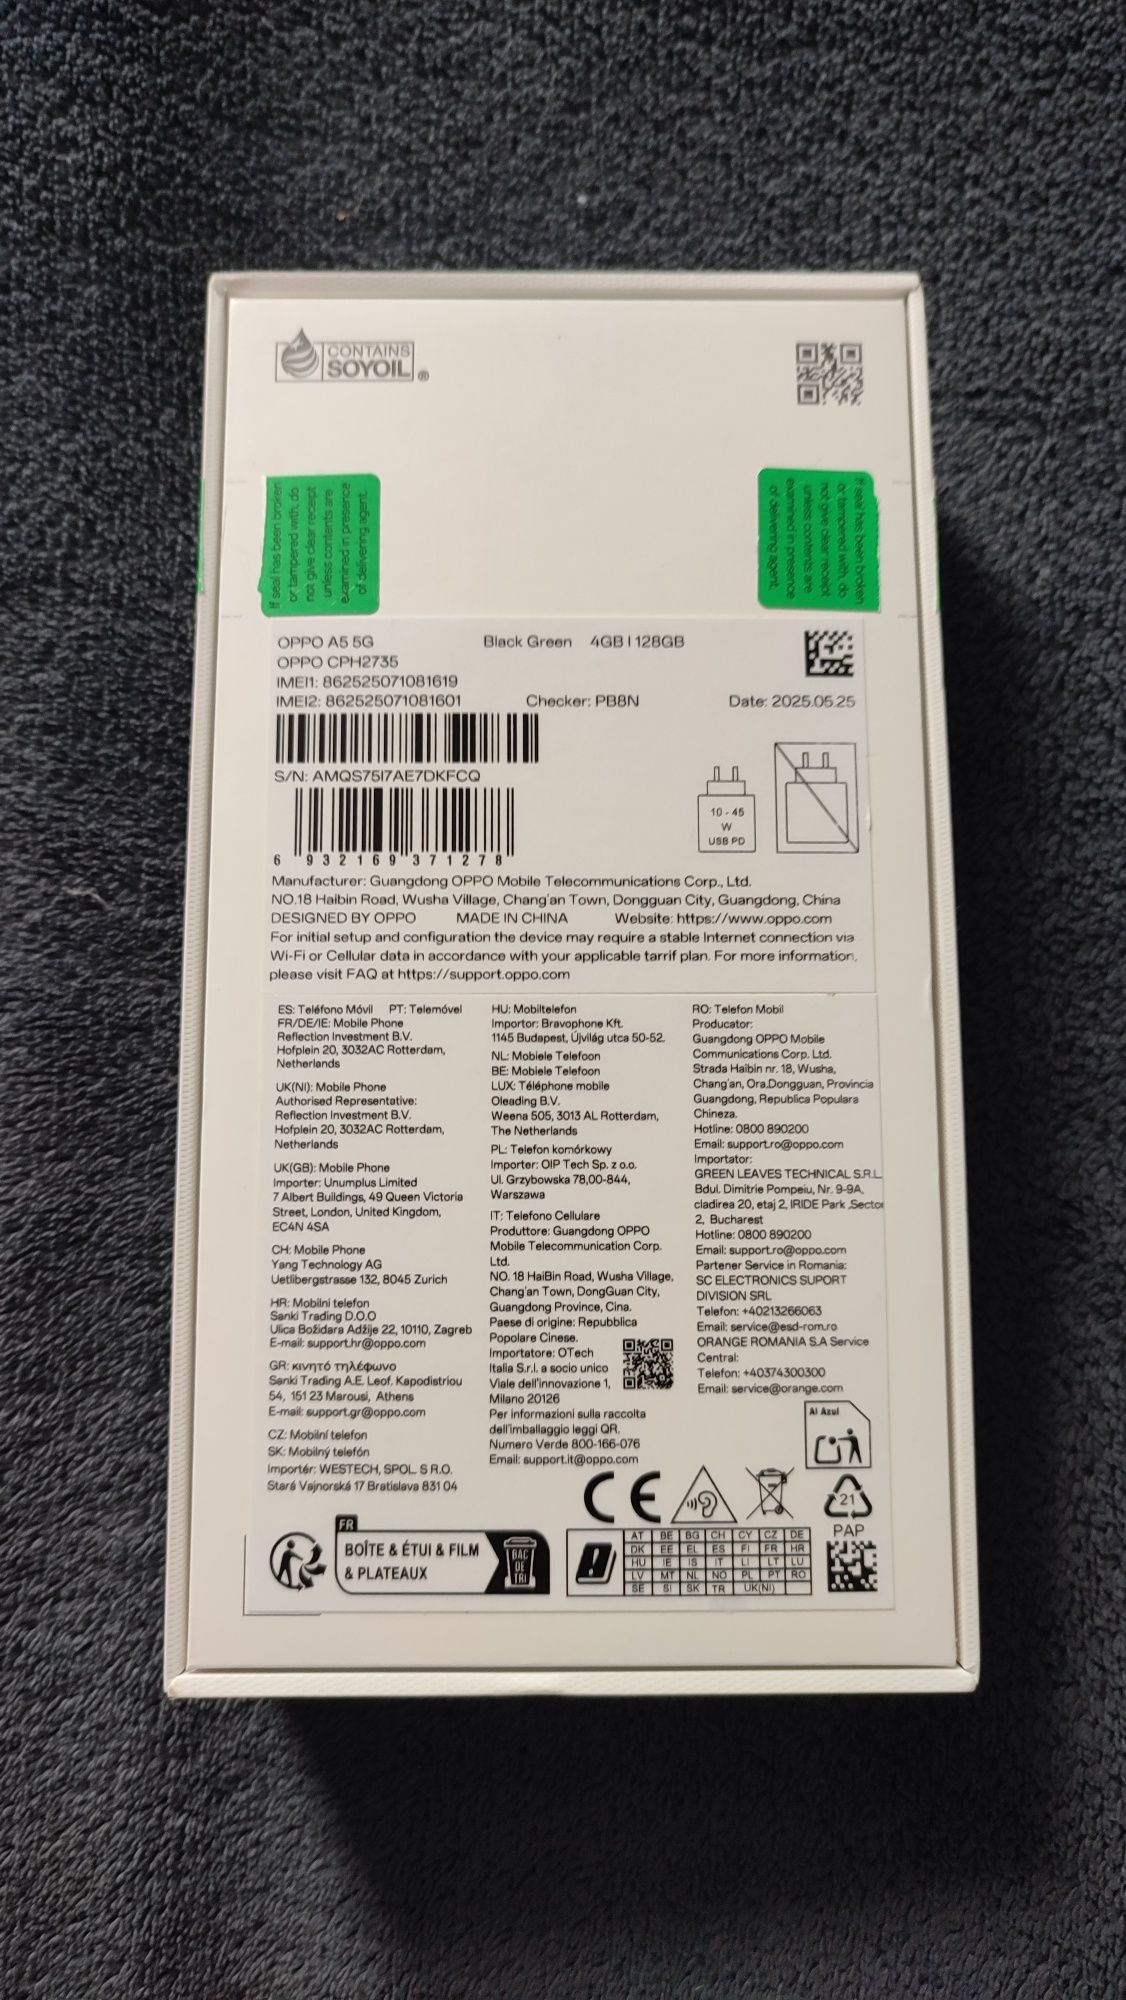 CONTAINS
SOYOIL ®
If seal has been broken
or tampered with, do
not give clear receipt
unless contents are
examined in presence
of delivering agent.
If seal has been broken
or tampered with, do
not give clear receipt
unless contents are
examined in presence
of delivering agent.
OPPO A5 5G Black Green 4GB | 128GB
OPPO CPH2735
IMEI1: 862525071081619
IMEI2: 862525071081601 Checker: PB8N Date: 2025.05.25
S/N: AMQS75I7AE7DKFCQ
10 - 45
W
USB PD
6 932169 371278
Manufacturer: Guangdong OPPO Mobile Telecommunications Corp., Ltd.
NO.18 Haibin Road, Wusha Village, Chang'an Town, Dongguan City, Guangdong, China
DESIGNED BY OPPO MADE IN CHINA Website: https://www.oppo.com
For initial setup and configuration the device may require a stable Internet connection via
Wi-Fi or Cellular data in accordance with your applicable tarrif plan. For more information,
please visit FAQ at https://support.oppo.com
ES: Teléfono Móvil PT: Telemóvel
FR/DE/IE: Mobile Phone
Reflection Investment B.V.
Hofplein 20, 3032AC Rotterdam,
Netherlands
UK(NI): Mobile Phone
Authorised Representative:
Reflection Investment B.V.
Hofplein 20, 3032AC Rotterdam,
Netherlands
UK(GB): Mobile Phone
Importer: Unumplus Limited
7 Albert Buildings, 49 Queen Victoria
Street, London, United Kingdom,
EC4N 4SA
CH: Mobile Phone
Yang Technology AG
Uetlibergstrasse 132, 8045 Zurich
HR: Mobilni telefon
Sanki Trading D.O.O
Ulica Božidara Adžije 22, 10110, Zagreb
E-mail: support.hr@oppo.com
GR: κινητό τηλέφωνο
Sanki Trading A.E. Leof. Kapodistriou
54, 151 23 Marousi, Athens
E-mail: support.gr@oppo.com
CZ: Mobilní telefon
SK: Mobilný telefón
Importér: WESTECH, SPOL. S R.O.
Stará Vajnorská 17 Bratislava 831 04
HU: Mobiltelefon
Importor: Bravophone Kft.
1145 Budapest, Újvilág utca 50-52.
NL: Mobiele Telefoon
BE: Mobiele Telefoon
LUX: Téléphone mobile
Oleading B.V.
Weena 505, 3013 AL Rotterdam,
The Netherlands
PL: Telefon komórkowy
Importer: OIP Tech Sp. z o.o.
Ul. Grzybowska 78,00-844,
Warszawa
IT: Telefono Cellulare
Produttore: Guangdong OPPO
Mobile Telecommunication Corp.
Ltd.
NO. 18 HaiBin Road, Wusha Village,
Chang'an Town, DongGuan City,
Guangdong Province, Cina.
Paese di origine: Repubblica
Popolare Cinese.
Importatore: OTech
Italia S.r.l. a socio unico
Viale dell'innovazione 1,
Milano 20126
Per informazioni sulla raccolta
dell'imballaggio leggi QR.
Numero Verde 800-166-076
Email: support.it@oppo.com
RO: Telefon Mobil
Producator:
Guangdong OPPO Mobile
Communications Corp. Ltd.
Strada Haibin nr. 18, Wusha,
Chang'an, Ora.Dongguan, Provincia
Guangdong, Republica Populara
Chineza.
Hotline: 0800 890200
Email: support.ro@oppo.com
Importator:
GREEN LEAVES TECHNICAL S.R.L
Bdul. Dimitrie Pompeiu, Nr. 9-9A,
cladirea 20, etaj 2, IRIDE Park ,Sector
2, Bucharest
Hotline: 0800 890200
Email: support.ro@oppo.com
Partener Service in Romania:
SC ELECTRONICS SUPORT
DIVISION SRL
Telefon: +40213266063
Email: service@esd-rom.ro
ORANGE ROMANIA S.A Service
Central:
Telefon: +40374300300
Email: service@orange.com
Al Azul
CE
21
PAP
FR
BOÎTE & ÉTUI & FILM
& PLATEAUX
BAC
DE
TRI
AT BE BG CH CY CZ DE
DK EE EL ES FI FR HR
HU IE IS IT LI LT LU
LV MT NL NO PL PT RO
SE SI SK TR UK(NI)